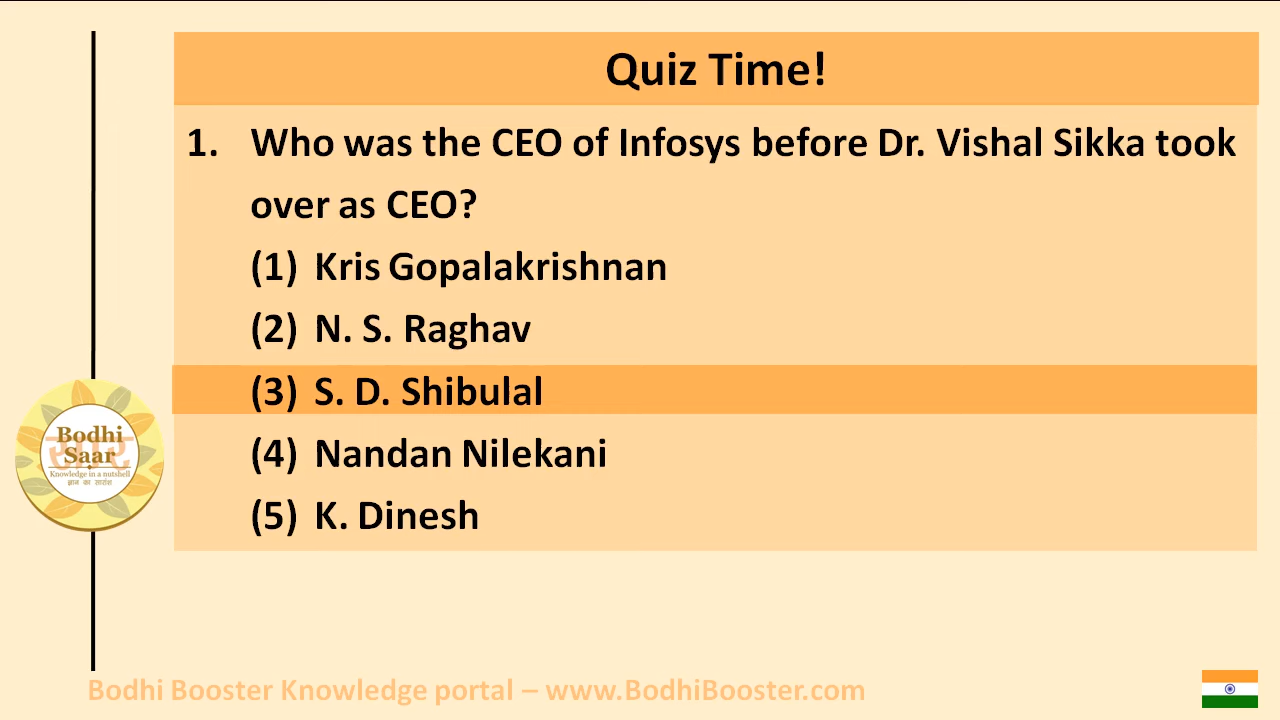 Quiz Time!
1. Who was the CEO of Infosys before Dr. Vishal Sikka took
over as CEO?
(1) Kris Gopalakrishnan
(2) N. S. Raghav
(3) S. D. Shibulal
(4) Nandan Nilekani
(5) K. Dinesh
Bodhi
Saar
Knowledge in a nutshell
ज्ञान का सारांश
Bodhi Booster Knowledge portal – www.BodhiBooster.com